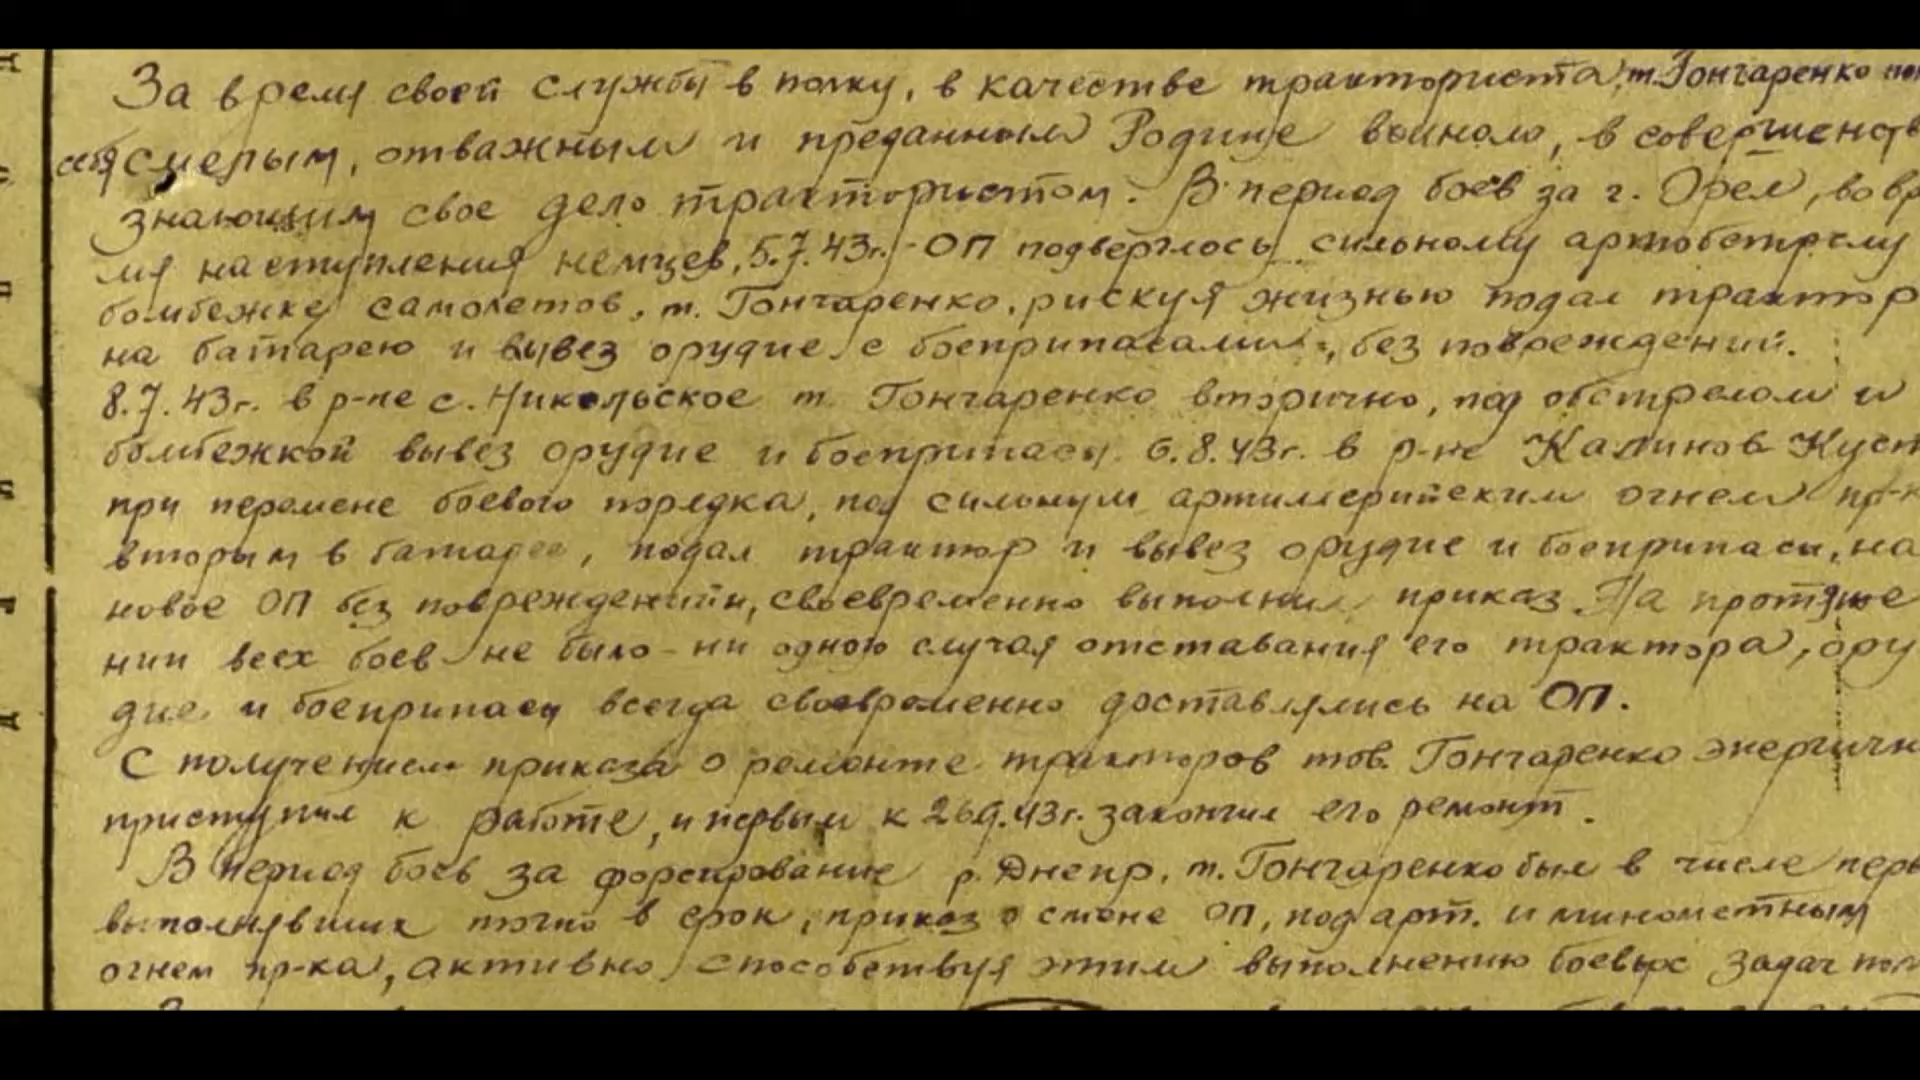 За время своей службы в полку, в качестве тракториста, т. Гончаренко пок
себя смелым, отважным и преданным Родине воином, в совершенств
знающим свое дело трактористом. В период боев за г. Орел, во вр
мя наступления немцев, 5.7.43г. - ОП подверглось сильному артобстрелу
бомбежке самолетов, т. Гончаренко, рискуя жизнью подал трактор
на батарею и вывез орудие с боеприпасами, без повреждений.
8.7.43г. в р-не с. Никольское т. Гончаренко вторично, под обстрелом и
бомбежкой вывез орудие и боеприпасы. 6.8.43г. в р-не Калинов Куст
при перемене боевого порядка, под сильным артиллерийским огнем пр-к
вторым в батарее, подал трактор и вывез орудие и боеприпасы, на
новое ОП без повреждений, своевременно выполнил приказ. На протяже
нии всех боев не было - ни одного случая отставания его трактора, ору
дие и боеприпасы всегда своевременно доставлялись на ОП.
С получением приказа о ремонте тракторов тов. Гончаренко энергичн
приступил к работе, и первым к 26.9.43г. закончил его ремонт.
В период боев за форсирование р. Днепр, т. Гончаренко был в числе перв
выполнявших точно в срок, приказ о смене ОП, под арт. и минометным
огнем пр-ка, активно способствуя этим выполнению боевых задач пол